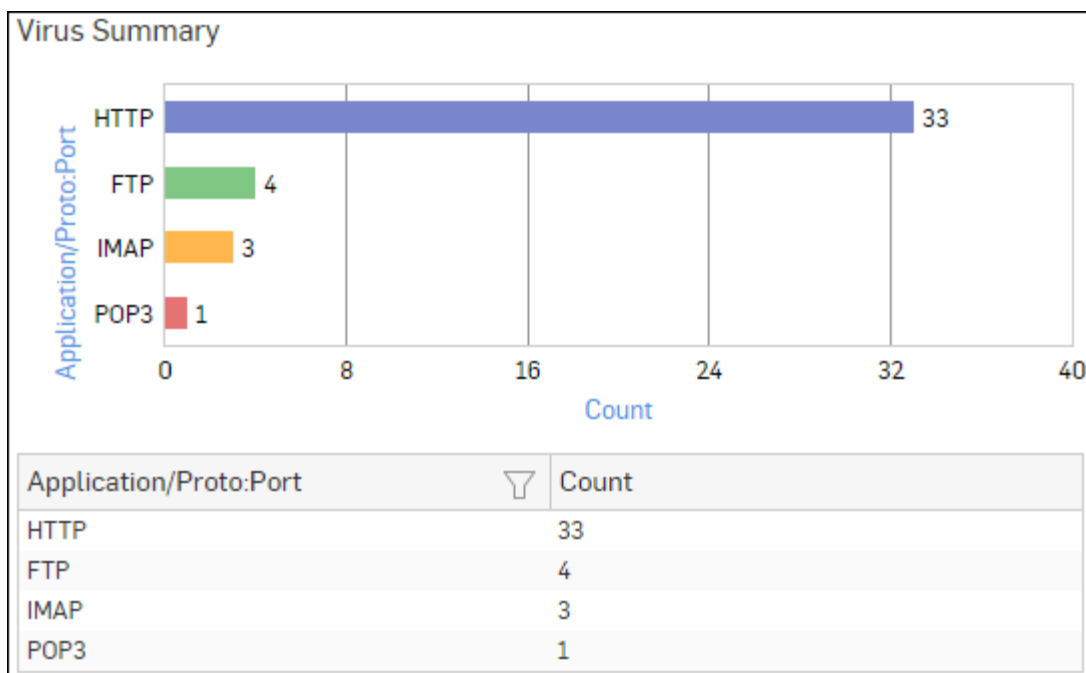 Virus Summary
Application/Proto:Port
HTTP 33
FTP 4
IMAP 3
POP3 1
0 8 16 24 32 40
Count
Application/Proto:Port Count
HTTP 33
FTP 4
IMAP 3
POP3 1